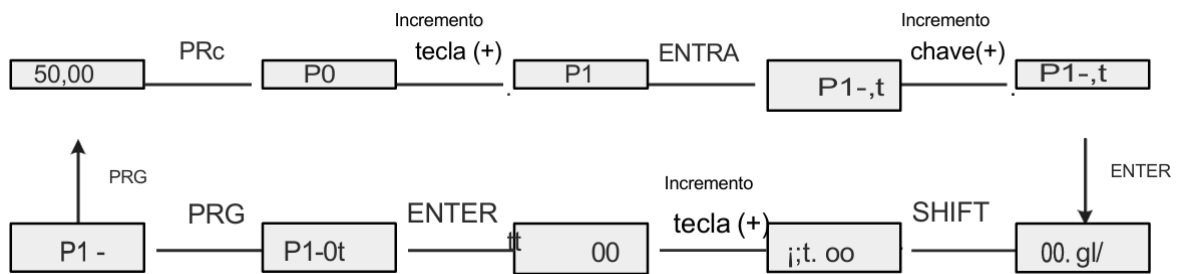 Incremento
Incremento
PRc
tecla (+)
ENTRA
chave(+)
50,00
P0
P1
P1-,t
P1-,t
PRG
ENTER
Incremento
PRG
ENTER
tecla (+)
SHIFT
P1 -
P1-0t
tt 00
¡;t. oo
00. gl/